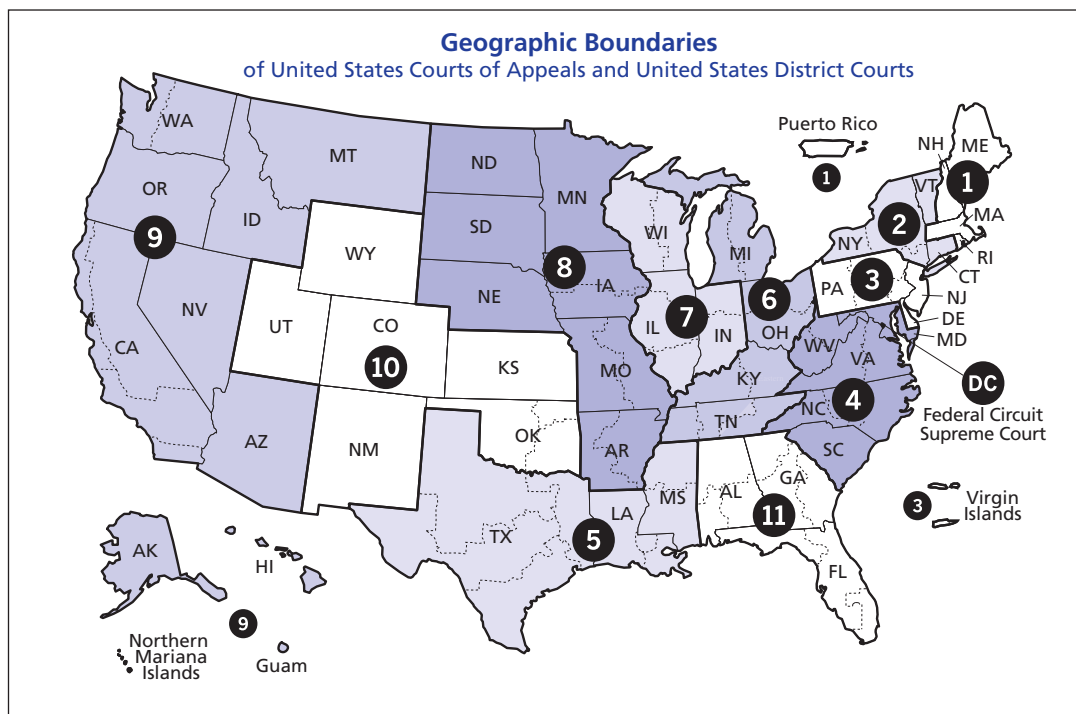 Geographic Boundaries
of United States Courts of Appeals and United States District Courts
Puerto Rico
1
WA
MT
ND
MN
NH
ME
VT
1
OR
ID
SD
WI
MI
NY
2
MA
9
WY
8
RI
CT
NE
IA
PA
3
NJ
NV
UT
CO
IL
7
IN
6
OH
DE
MD
CA
10
KS
MO
WV
VA
KY
DC
Federal Circuit
Supreme Court
AZ
NM
OK
AR
TN
NC
4
SC
TX
5
LA
MS
AL
GA
11
3
Virgin
Islands
FL
AK
HI
9
Northern
Mariana
Islands
Guam